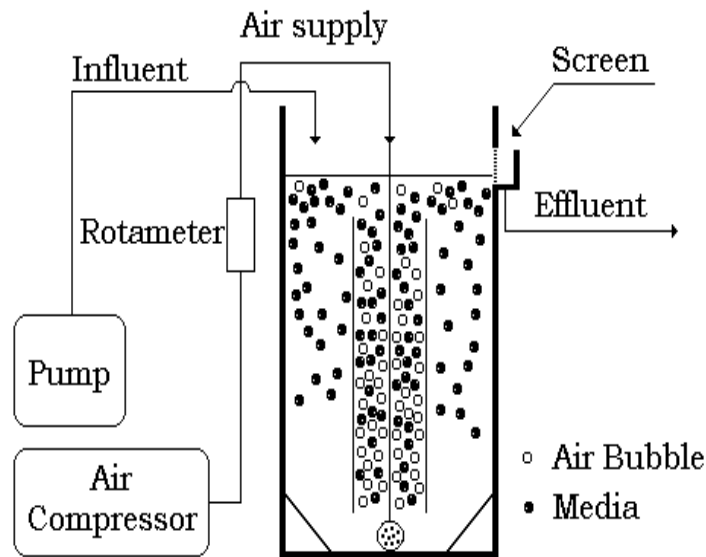 Air supply
Influent
Screen
Effluent
Rotameter
Pump
Air
Compressor
Air Bubble
Media